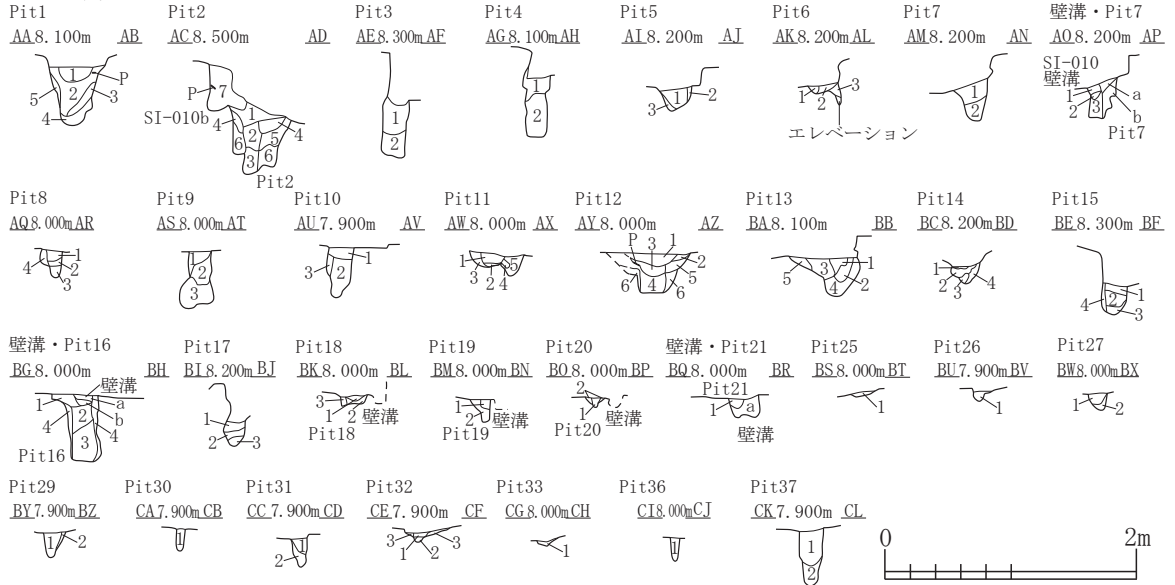 Pit1 Pit2 Pit3 Pit4 Pit5 Pit6 Pit7 壁溝・Pit7
AA 8.100m AB AC 8.500m AD AE 8.300m AF AG 8.100m AH AI 8.200m AJ AK 8.200m AL AM 8.200m AN AO 8.200m AP
1 P 2 3 5 4
P 7 SI-010b 1 4 2 5 4 6 3 6 Pit2
1 2
1 2
1 2 3
1 2 3 エレベーション
1 2
SI-010 壁溝 1 2 3 a b Pit7
Pit8 Pit9 Pit10 Pit11 Pit12 Pit13 Pit14 Pit15
AQ 8.000m AR AS 8.000m AT AU 7.900m AV AW 8.000m AX AY 8.000m AZ BA 8.100m BB BC 8.200m BD BE 8.300m BF
4 1 2 3
1 2 3
3 2 1
1 3 2 4 5
P 3 1 2 5 6 4 6
5 3 4 1 2
1 2 3 4
4 1 2 3
壁溝・Pit16 Pit17 Pit18 Pit19 Pit20 壁溝・Pit21 Pit25 Pit26 Pit27
BG 8.000m BH BI 8.200m BJ BK 8.000m BL BM 8.000m BN BO 8.000m BP BQ 8.000m BR BS 8.000m BT BU 7.900m BV BW 8.000m BX
壁溝 1 2 a b 4 4 3 Pit16
1 2 3
3 1 2 壁溝 Pit18
1 2 壁溝 Pit19
2 1 壁溝 Pit20
Pit21 1 a 壁溝
1
1
1 2
Pit29 Pit30 Pit31 Pit32 Pit33 Pit36 Pit37
BY 7.900m BZ CA 7.900m CB CC 7.900m CD CE 7.900m CF CG 8.000m CH CI 8.000m CJ CK 7.900m CL
1 2
1
1 2
3 1 2 3
1
1
1 2
0 2m